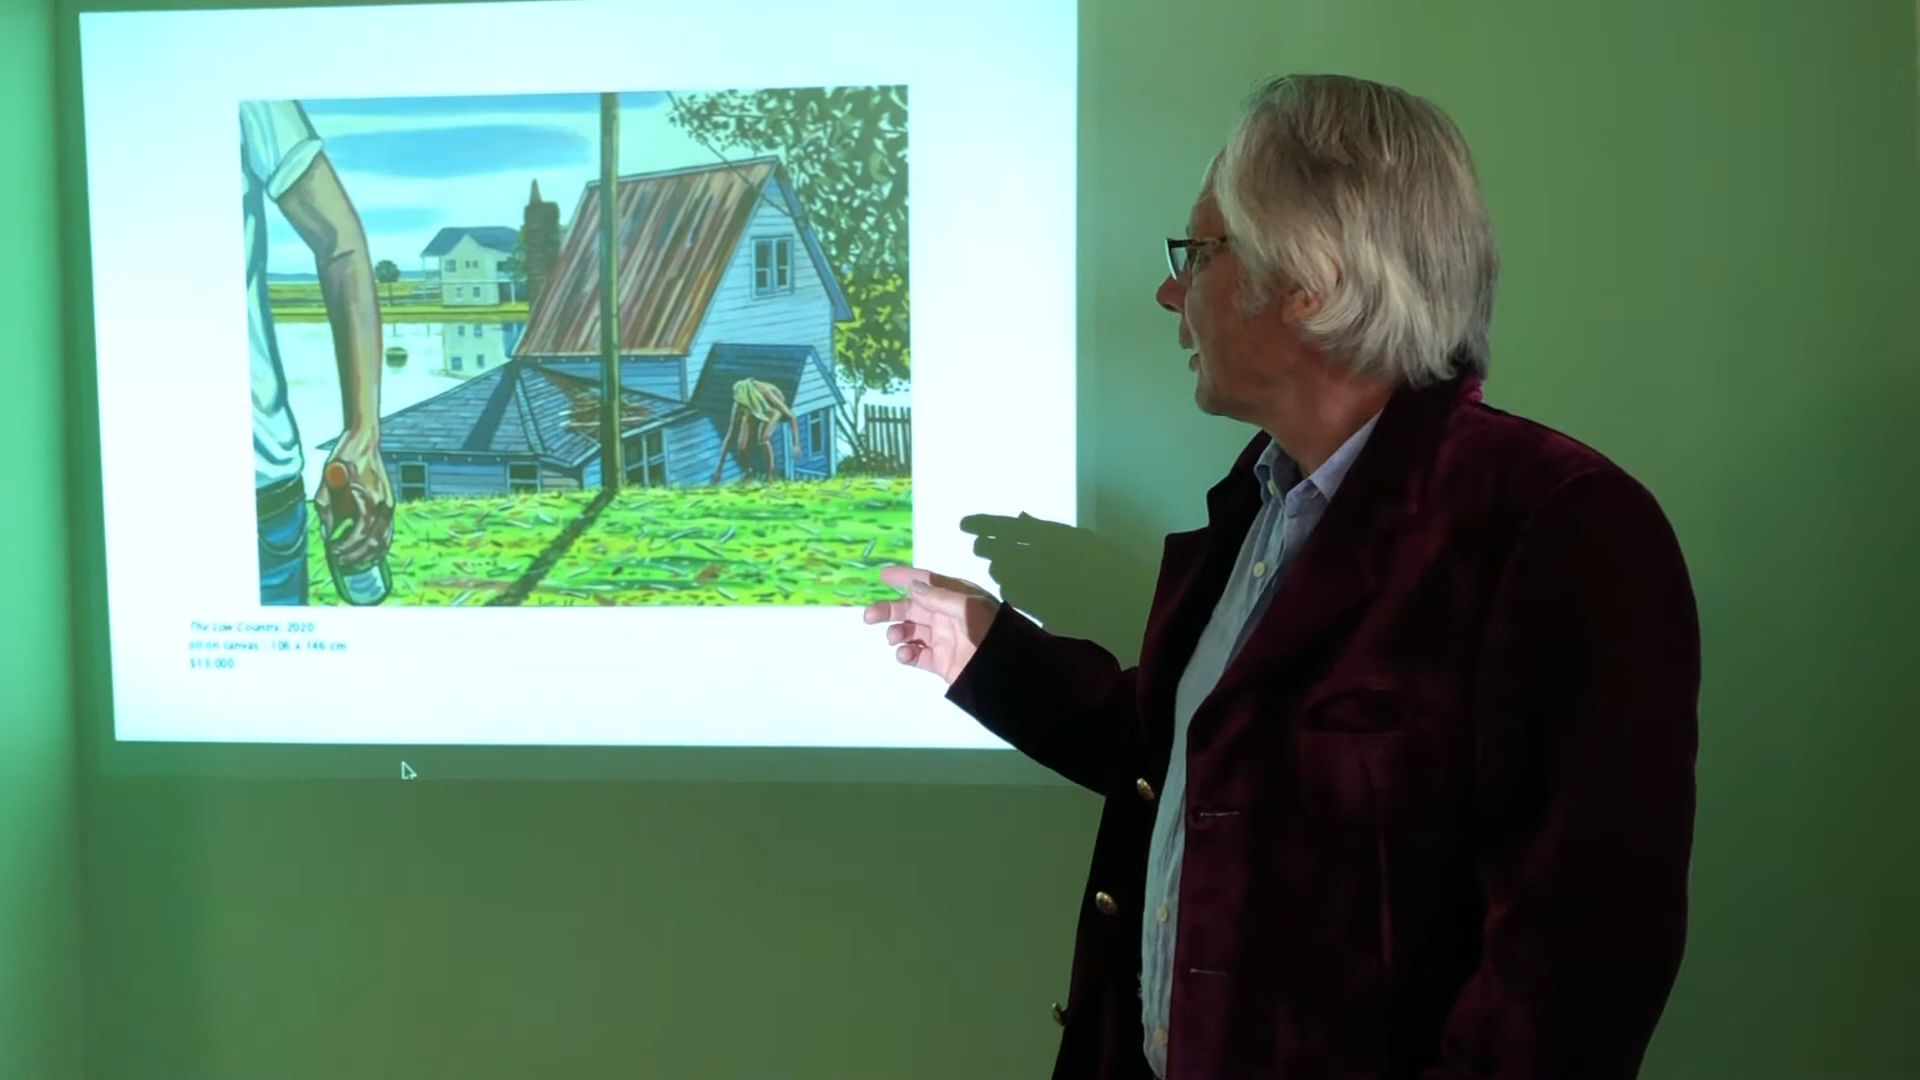 The Low Country, 2020
oil on canvas | 106 x 146 cm
$13,000